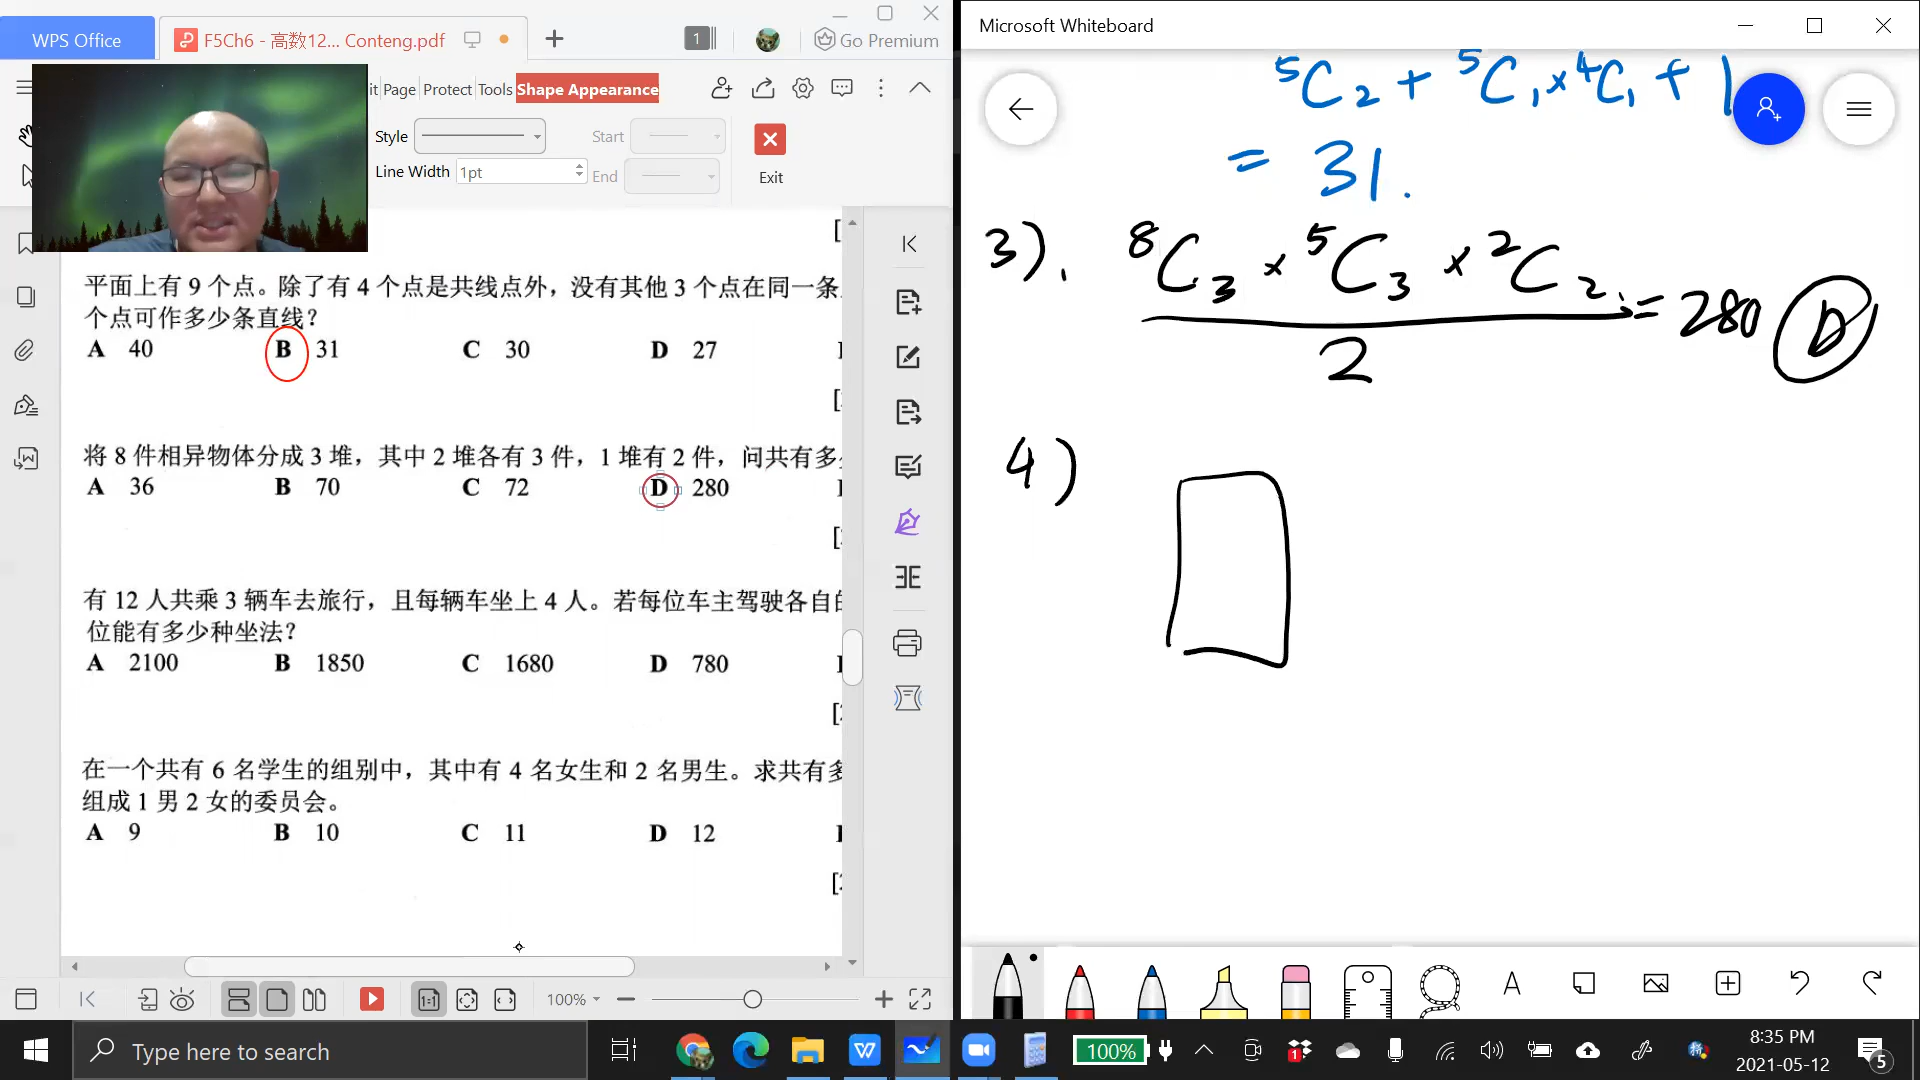 WPS Office
F5Ch6 - 高数12... Conteng.pdf
1
Go Premium
it Page Protect Tools Shape Appearance
Style
Start
Line Width 1pt
End
Exit
[
平面上有 9 个点。除了有 4 个点是共线点外，没有其他 3 个点在同一条
个点可作多少条直线？
A 40 B 31 C 30 D 27
将 8 件相异物体分成 3 堆，其中 2 堆各有 3 件，1 堆有 2 件，问共有多
A 36 B 70 C 72 D 280
有 12 人共乘 3 辆车去旅行，且每辆车坐上 4 人。若每位车主驾驶各自的
位能有多少种坐法？
A 2100 B 1850 C 1680 D 780
在一个共有 6 名学生的组别中，其中有 4 名女生和 2 名男生。求共有多
组成 1 男 2 女的委员会。
A 9 B 10 C 11 D 12
100%
Microsoft Whiteboard
⁵C₂ + ⁵C₁ × ⁴C₁ + 1
= 31.
3). ⁸C₃ × ⁵C₃ × ²C₂ = 280 D
2
4)
Type here to search
100%
1
8:35 PM
2021-05-12
5